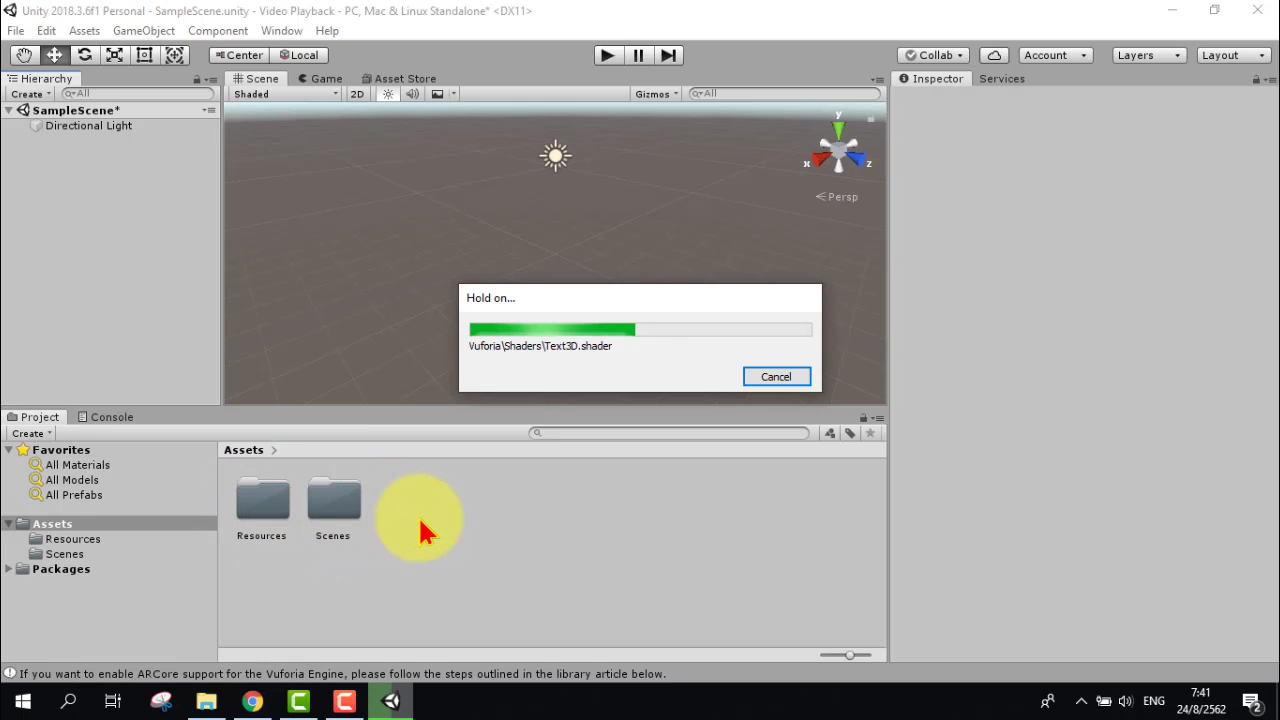 Unity 2018.3.6f1 Personal - SampleScene.unity - Video Playback - PC, Mac & Linux Standalone* <DX11>
File Edit Assets GameObject Component Window Help
Center Local Collab Account Layers Layout
Hierarchy Scene Game Asset Store Inspector Services
Create All Shaded 2D Gizmos All
SampleScene*
Directional Light
y
x z
Persp
Hold on...
Vuforia\Shaders\Text3D.shader
Cancel
Project Console
Create
Favorites Assets
All Materials
All Models
All Prefabs
Assets
Resources
Scenes
Packages
Resources Scenes
If you want to enable ARCore support for the Vuforia Engine, please follow the steps outlined in the library article below.
ENG 7:41
24/8/2562
2